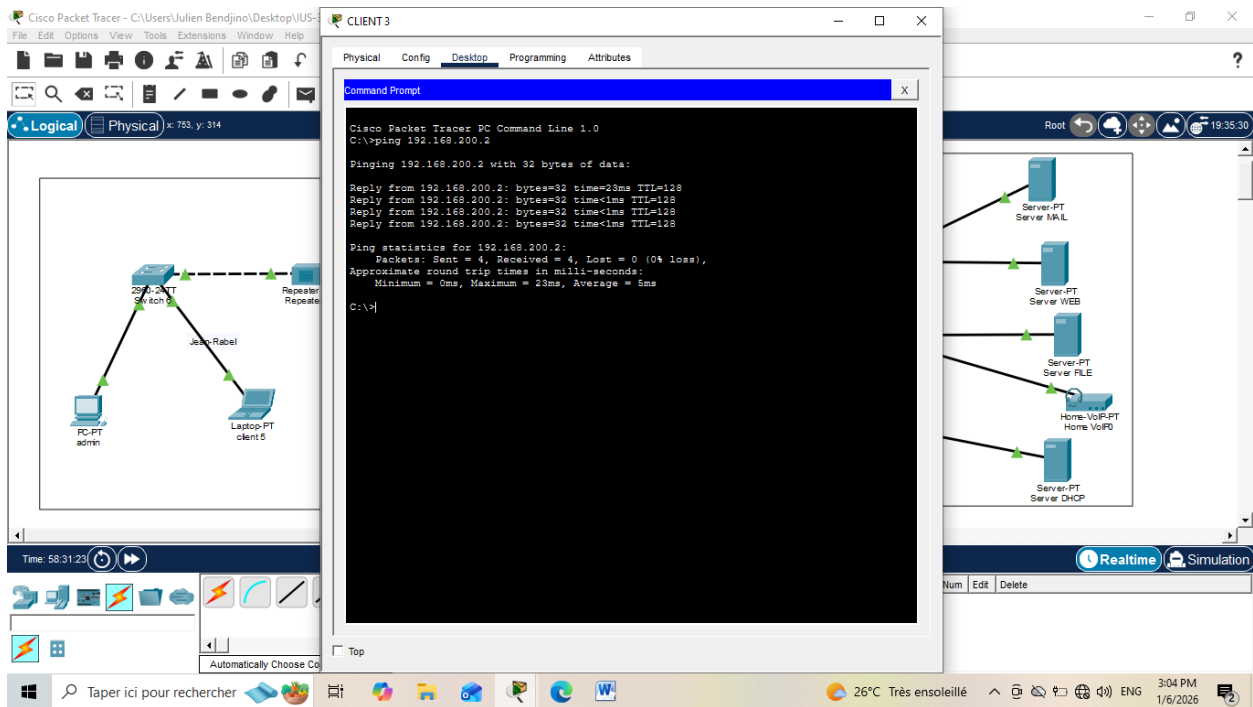 Cisco Packet Tracer - C:\Users\Julien Bendjino\Desktop\IUS-
File Edit Options View Tools Extensions Window Help
CLIENT 3
Physical Config Desktop Programming Attributes
?
Command Prompt X
Logical Physical x: 753, y: 314
Root 19:35:30
Cisco Packet Tracer PC Command Line 1.0
C:\>ping 192.168.200.2
Pinging 192.168.200.2 with 32 bytes of data:
Reply from 192.168.200.2: bytes=32 time=23ms TTL=128
Reply from 192.168.200.2: bytes=32 time<1ms TTL=128
Reply from 192.168.200.2: bytes=32 time<1ms TTL=128
Reply from 192.168.200.2: bytes=32 time<1ms TTL=128
Ping statistics for 192.168.200.2:
Packets: Sent = 4, Received = 4, Lost = 0 (0% loss),
Approximate round trip times in milli-seconds:
Minimum = 0ms, Maximum = 23ms, Average = 5ms
C:\>
2960-24TT
Switch 6
Repeater
Repeate
Jean-Rabel
PC-PT
admin
Laptop-PT
client 5
Server-PT
Server MAIL
Server-PT
Server WEB
Server-PT
Server FILE
Home-VoIP-PT
Home VoIP0
Server-PT
Server DHCP
Time: 58:31:23
Realtime Simulation
Num Edit Delete
Automatically Choose Co
Top
Taper ici pour rechercher
26°C Très ensoleillé
ENG
3:04 PM
1/6/2026
2